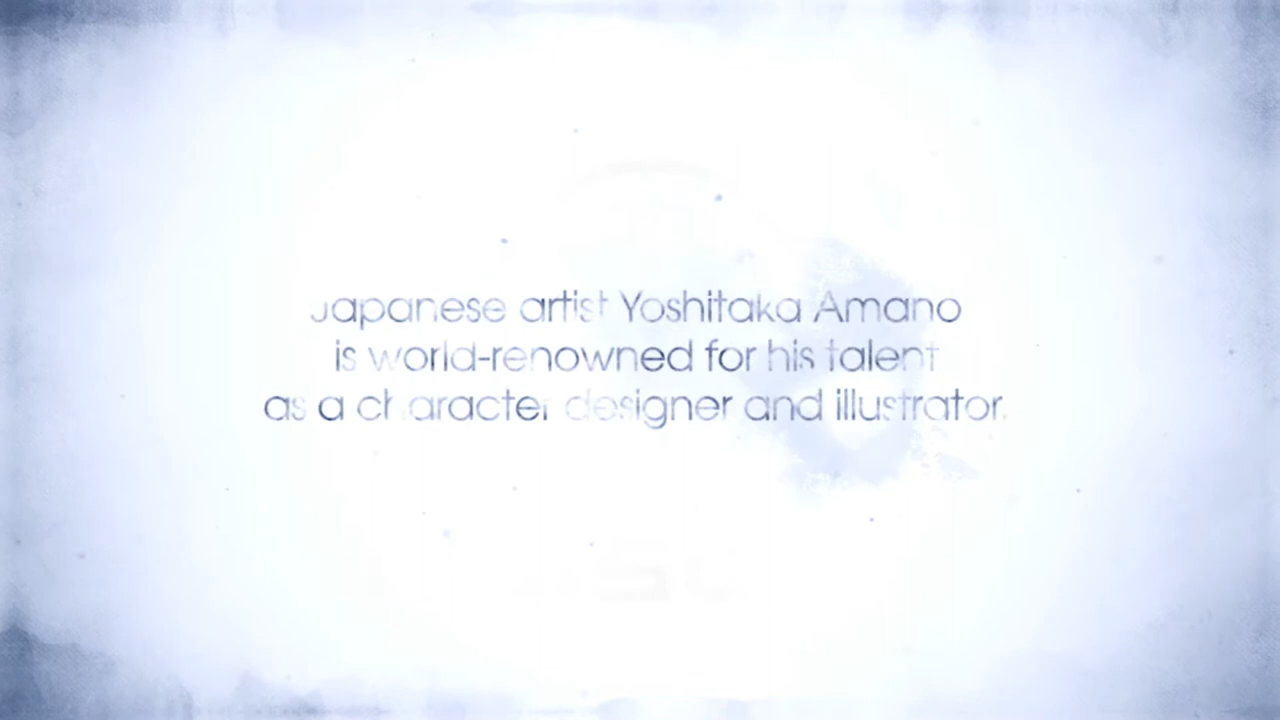 Japanese artist Yoshitaka Amano
is world-renowned for his talent
as a character designer and illustrator.